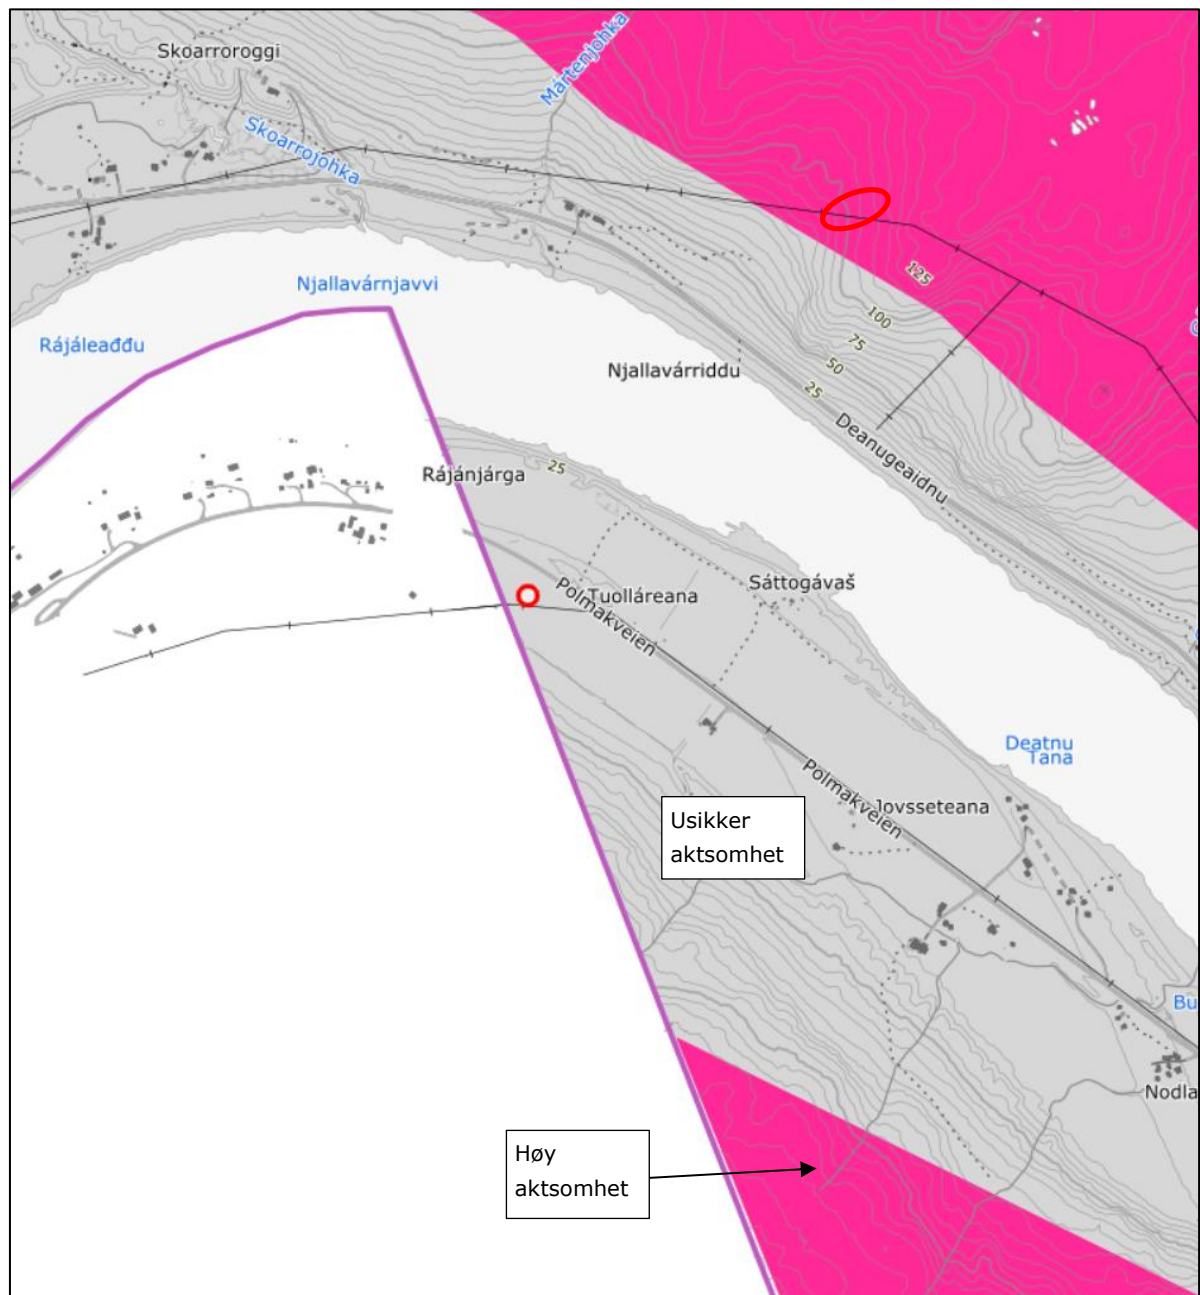 Skoarroroggi
Mártenjohka
Skoarrojohka
Njallavárnjavvi
Rájáleađđu
125
100
75
50
25
Njallavárriddu
Deanugeaidnu
Rájánjárga
25
Sáttogávaš
Tuolláreana
Polmakveien
Deatnu
Tana
Polmakveien
Jovsseteana
Usikker
aktsomhet
Bu
Nodla
Høy
aktsomhet